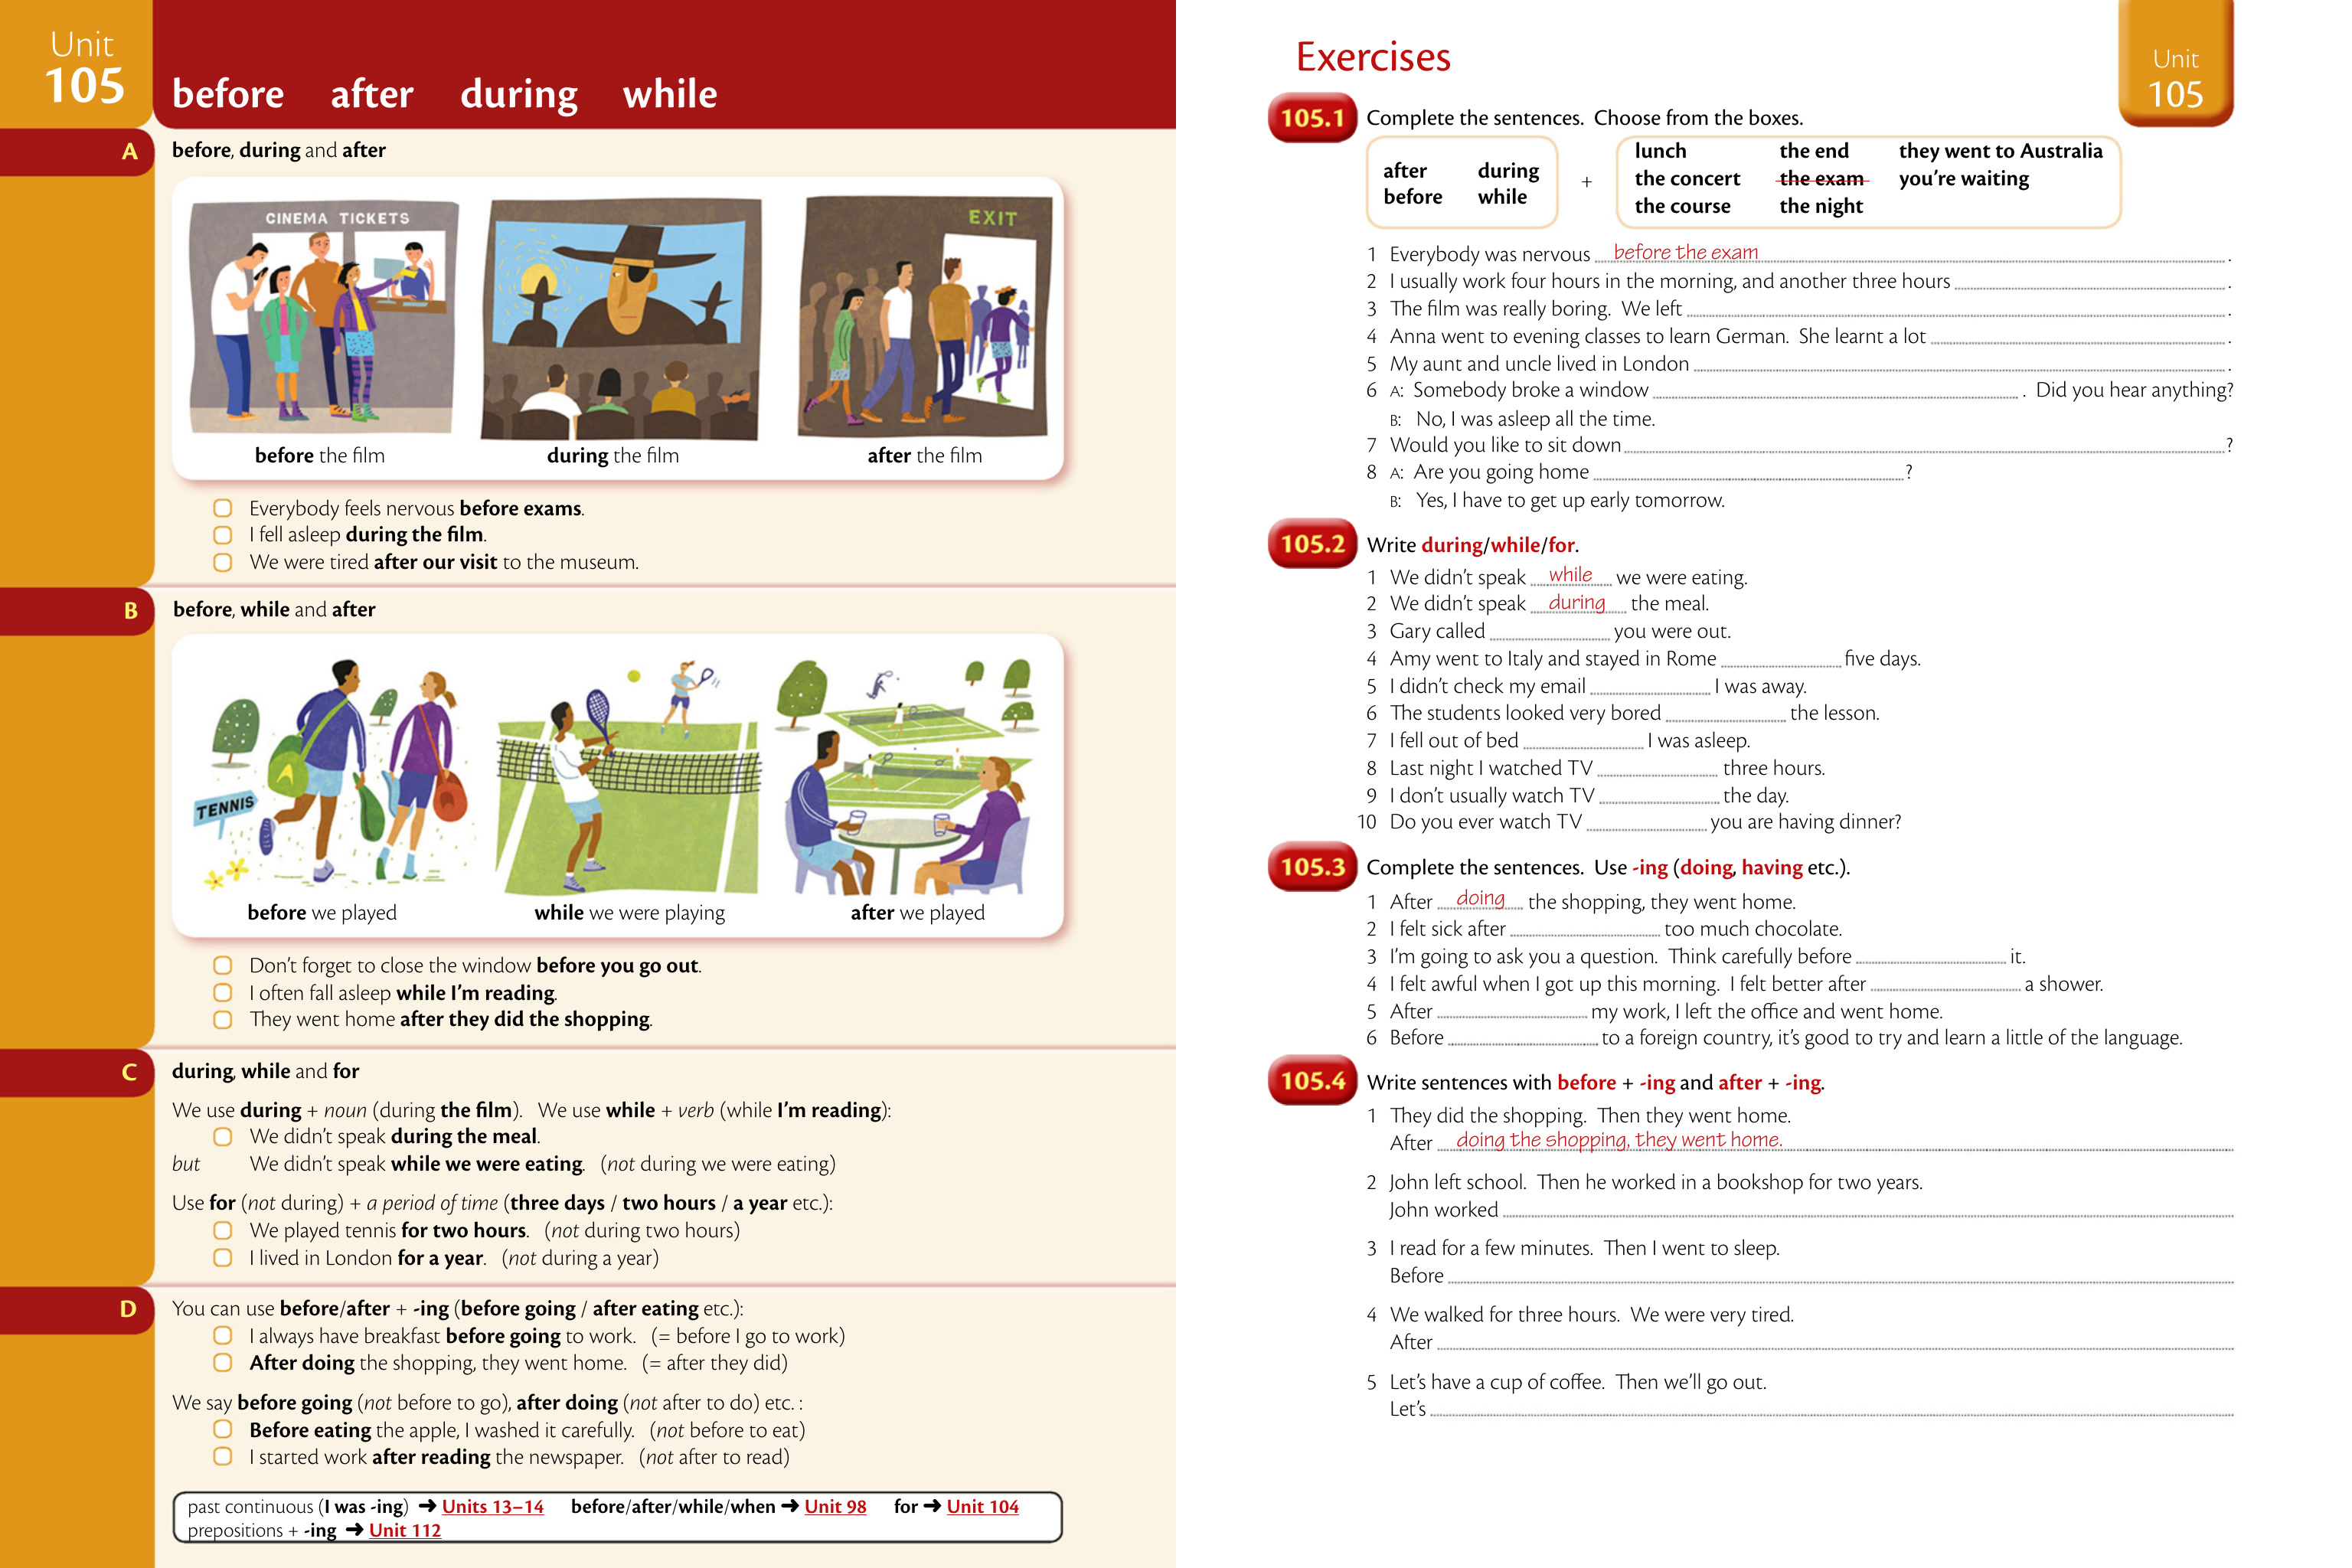 Unit
105
before after during while
A
before, during and after
CINEMA TICKETS
EXIT
before the film
during the film
after the film
Everybody feels nervous before exams.
I fell asleep during the film.
We were tired after our visit to the museum.
B
before, while and after
TENNIS
before we played
while we were playing
after we played
Don't forget to close the window before you go out.
I often fall asleep while I'm reading.
They went home after they did the shopping.
C
during, while and for
We use during + noun (during the film). We use while + verb (while I'm reading):
We didn't speak during the meal.
but We didn't speak while we were eating. (not during we were eating)
Use for (not during) + a period of time (three days / two hours / a year etc.):
We played tennis for two hours. (not during two hours)
I lived in London for a year. (not during a year)
D
You can use before/after + -ing (before going / after eating etc.):
I always have breakfast before going to work. (= before I go to work)
After doing the shopping, they went home. (= after they did)
We say before going (not before to go), after doing (not after to do) etc. :
Before eating the apple, I washed it carefully. (not before to eat)
I started work after reading the newspaper. (not after to read)
past continuous (I was -ing) ➜ Units 13–14 before/after/while/when ➜ Unit 98 for ➜ Unit 104
prepositions + -ing ➜ Unit 112
Exercises
Unit
105
105.1 Complete the sentences. Choose from the boxes.
after during
before while
+
lunch the end they went to Australia
the concert the exam you're waiting
the course the night
1 Everybody was nervous before the exam .
2 I usually work four hours in the morning, and another three hours .
3 The film was really boring. We left .
4 Anna went to evening classes to learn German. She learnt a lot .
5 My aunt and uncle lived in London .
6 A: Somebody broke a window . Did you hear anything?
B: No, I was asleep all the time.
7 Would you like to sit down ?
8 A: Are you going home ?
B: Yes, I have to get up early tomorrow.
105.2 Write during/while/for.
1 We didn't speak while we were eating.
2 We didn't speak during the meal.
3 Gary called you were out.
4 Amy went to Italy and stayed in Rome five days.
5 I didn't check my email I was away.
6 The students looked very bored the lesson.
7 I fell out of bed I was asleep.
8 Last night I watched TV three hours.
9 I don't usually watch TV the day.
10 Do you ever watch TV you are having dinner?
105.3 Complete the sentences. Use -ing (doing, having etc.).
1 After doing the shopping, they went home.
2 I felt sick after too much chocolate.
3 I'm going to ask you a question. Think carefully before it.
4 I felt awful when I got up this morning. I felt better after a shower.
5 After my work, I left the office and went home.
6 Before to a foreign country, it's good to try and learn a little of the language.
105.4 Write sentences with before + -ing and after + -ing.
1 They did the shopping. Then they went home.
After doing the shopping, they went home.
2 John left school. Then he worked in a bookshop for two years.
John worked
3 I read for a few minutes. Then I went to sleep.
Before
4 We walked for three hours. We were very tired.
After
5 Let's have a cup of coffee. Then we'll go out.
Let's